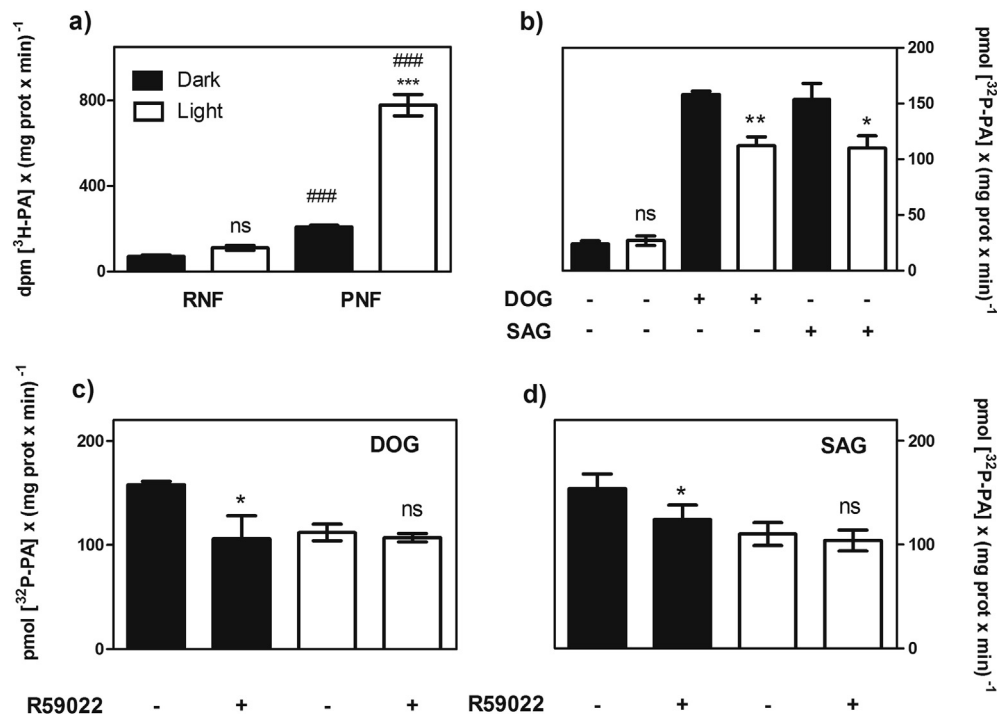 a)
dpm [³H-PA] x (mg prot x min)⁻¹
800
400
0
Dark
Light
ns
###
###
***
RNF PNF
b)
ns
**
*
200
150
100
50
0
pmol [³²P-PA] x (mg prot x min)⁻¹
DOG - - + + - -
SAG - - - - + +
c)
pmol [³²P-PA] x (mg prot x min)⁻¹
200
100
0
DOG
*
ns
R59022 - + - +
d)
SAG
*
ns
200
100
0
pmol [³²P-PA] x (mg prot x min)⁻¹
R59022 - + - +